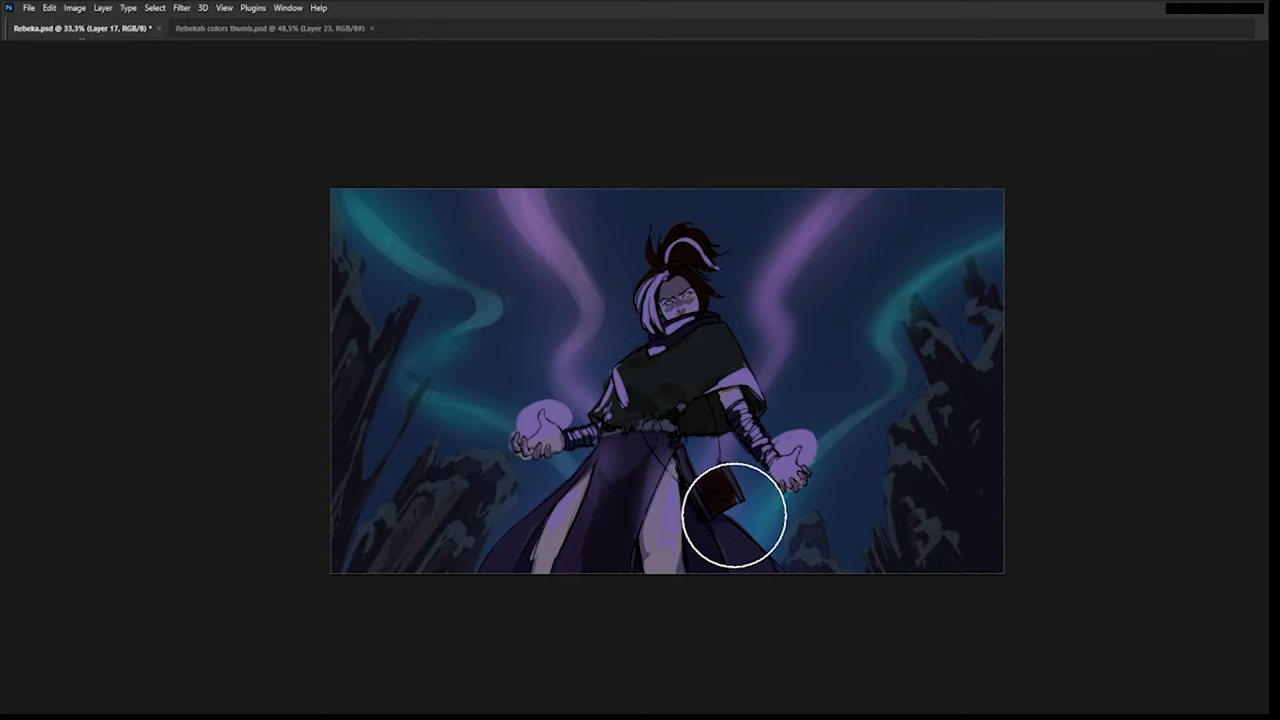 Ps File Edit Image Layer Type Select Filter 3D View Plugins Window Help
Rebeka.psd @ 33,3% (Layer 17, RGB/8) * × Rebekah colors thumb.psd @ 48,5% (Layer 23, RGB/8#) ×